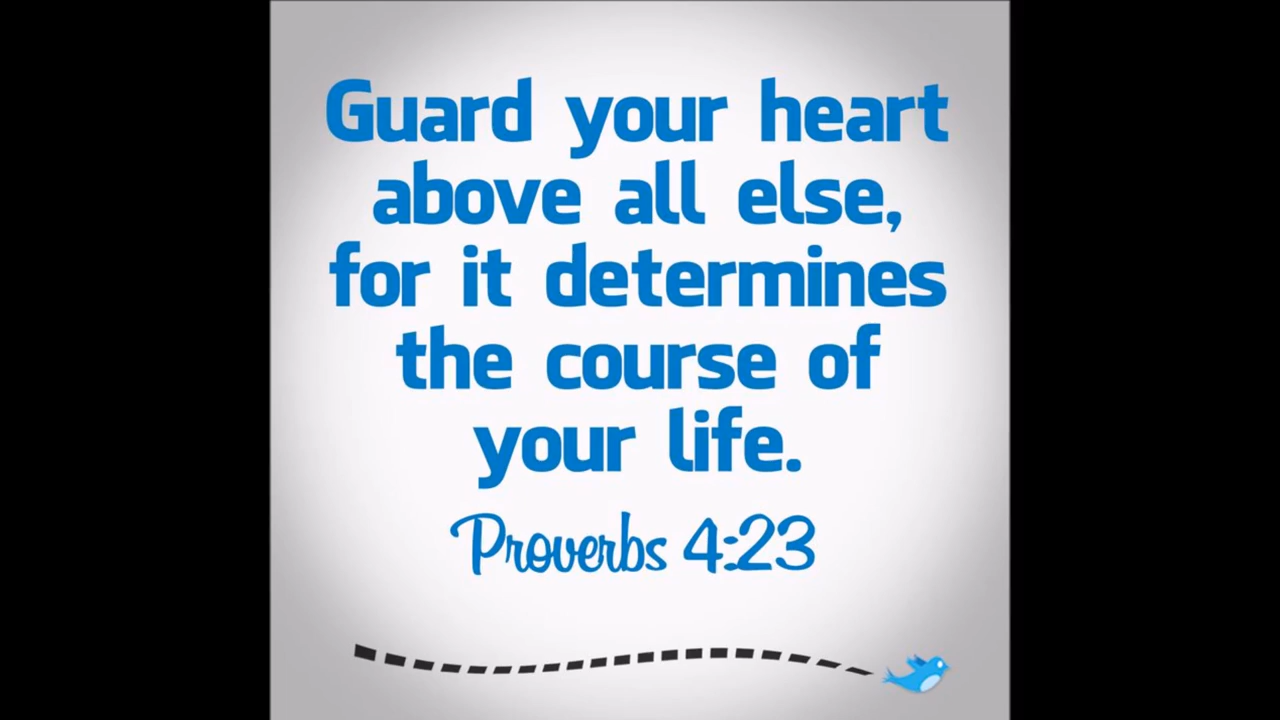 Guard your heart
above all else,
for it determines
the course of
your life.
Proverbs 4:23